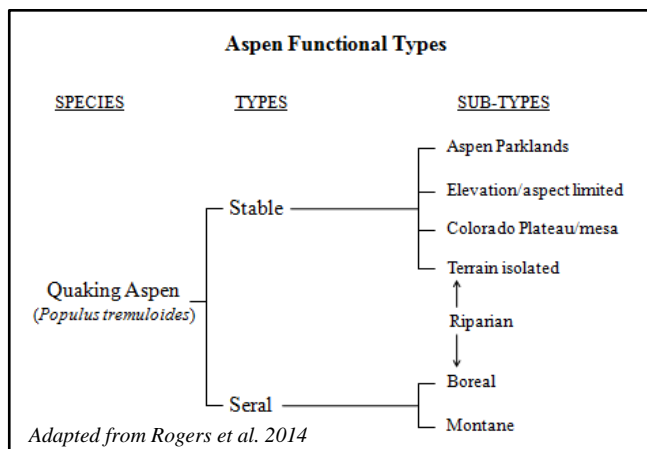 Aspen Functional Types
SPECIES TYPES SUB-TYPES
Aspen Parklands
Elevation/aspect limited
Stable
Colorado Plateau/mesa
Terrain isolated
Quaking Aspen
(Populus tremuloides)
Riparian
Boreal
Seral
Montane
Adapted from Rogers et al. 2014